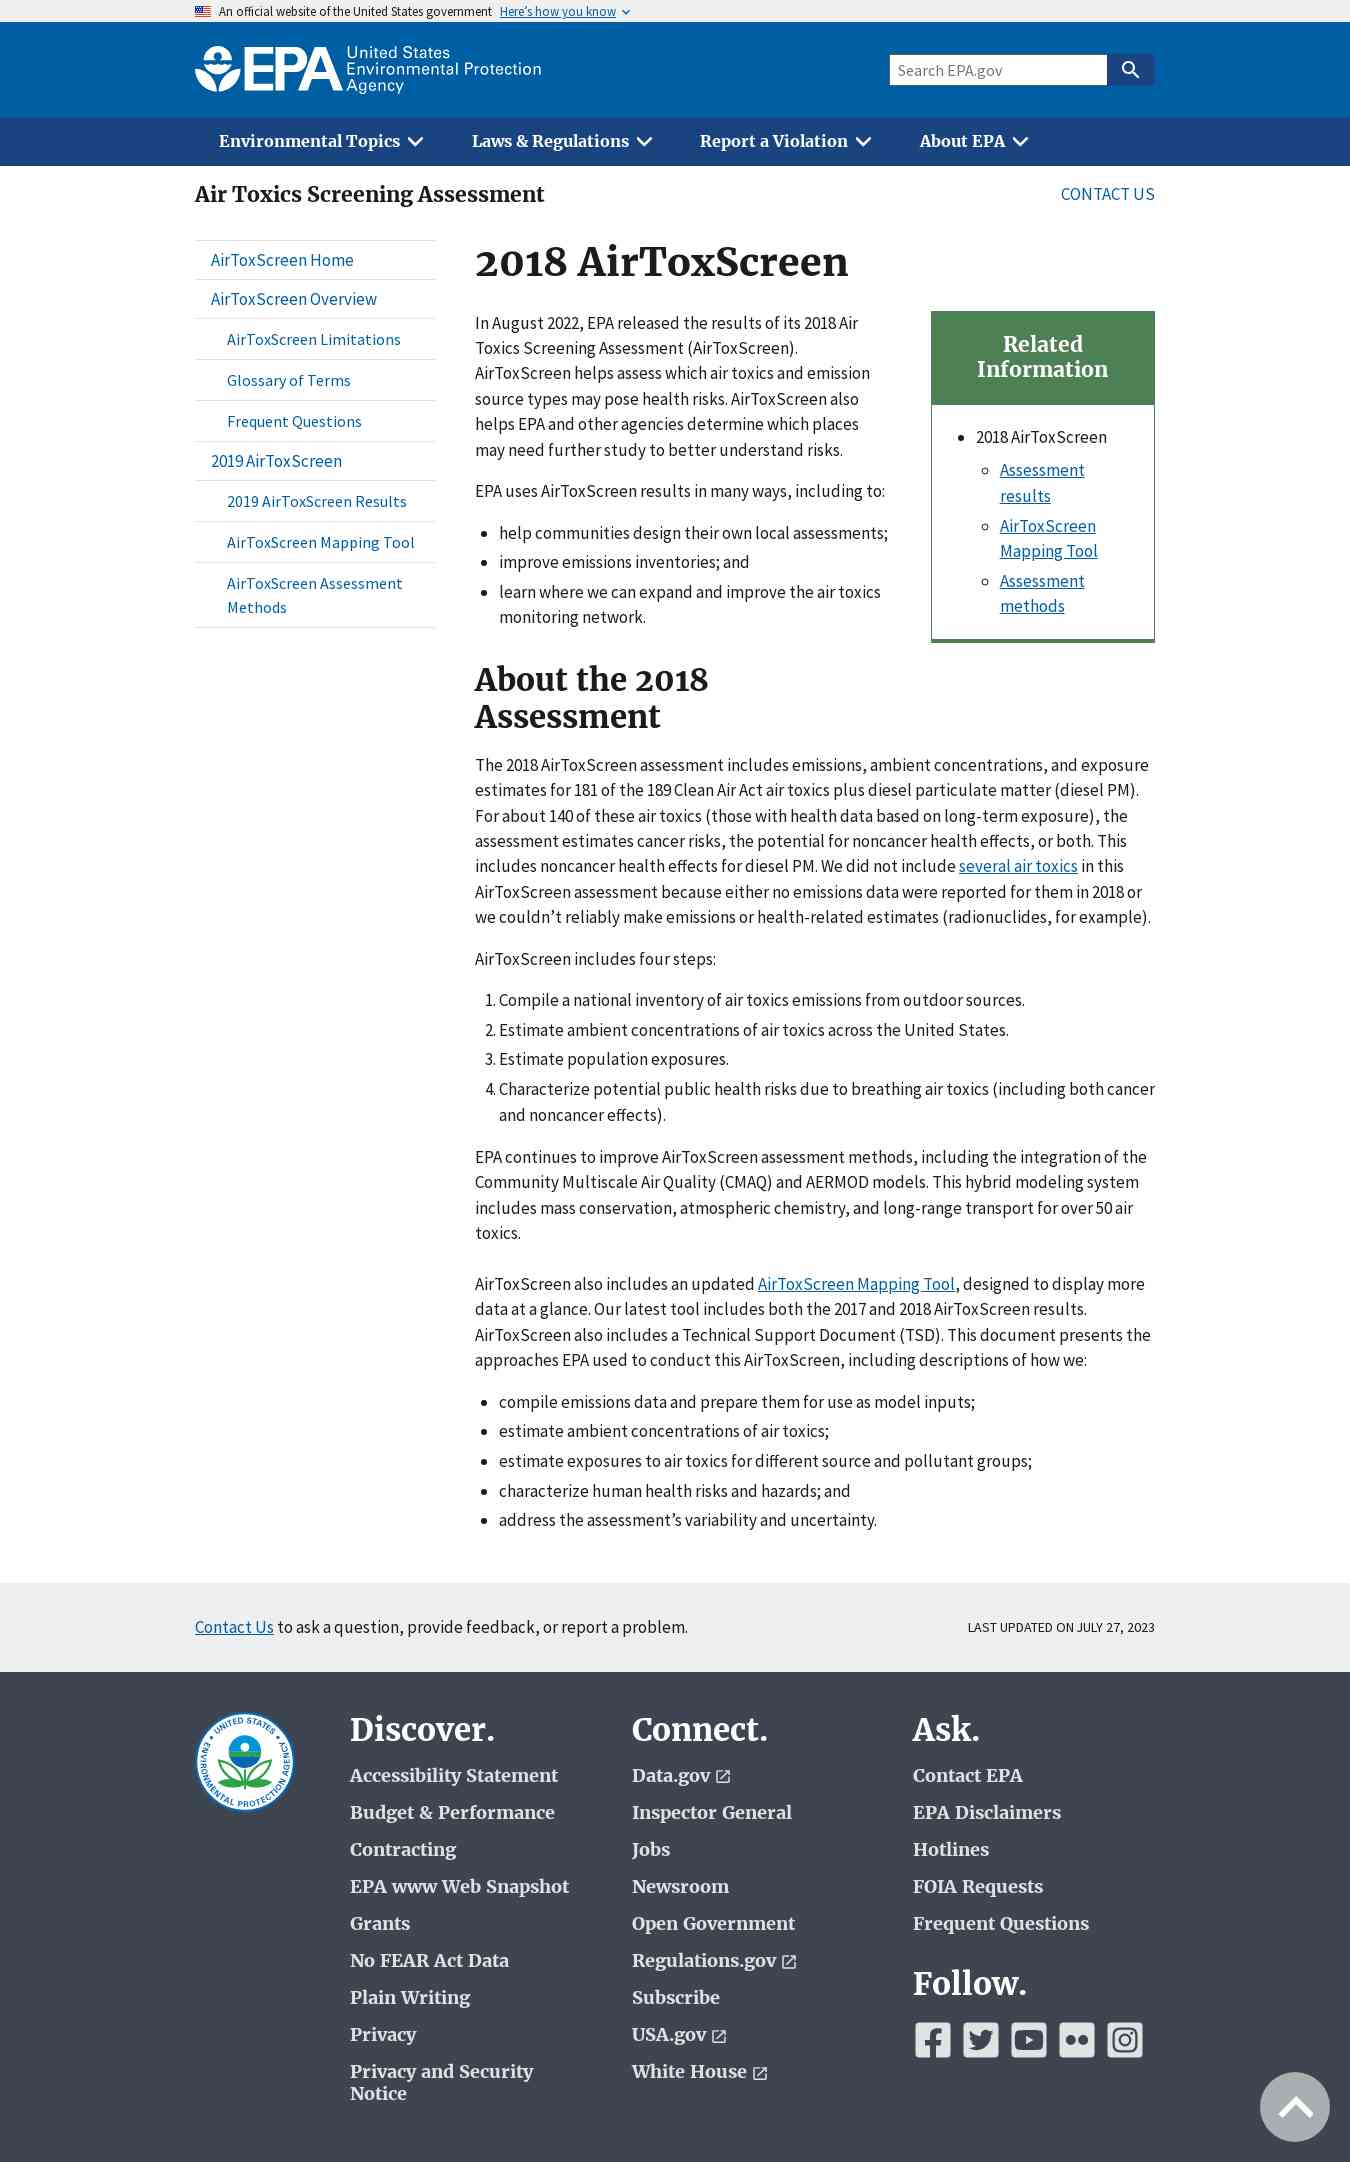 An official website of the United States government Here's how you know
EPA United States
Environmental Protection
Agency
Search EPA.gov
Environmental Topics
Laws & Regulations
Report a Violation
About EPA
Air Toxics Screening Assessment
CONTACT US
AirToxScreen Home
AirToxScreen Overview
AirToxScreen Limitations
Glossary of Terms
Frequent Questions
2019 AirToxScreen
2019 AirToxScreen Results
AirToxScreen Mapping Tool
AirToxScreen Assessment
Methods
2018 AirToxScreen
In August 2022, EPA released the results of its 2018 Air
Toxics Screening Assessment (AirToxScreen).
AirToxScreen helps assess which air toxics and emission
source types may pose health risks. AirToxScreen also
helps EPA and other agencies determine which places
may need further study to better understand risks.
EPA uses AirToxScreen results in many ways, including to:
• help communities design their own local assessments;
• improve emissions inventories; and
• learn where we can expand and improve the air toxics
monitoring network.
Related
Information
• 2018 AirToxScreen
◦ Assessment
results
◦ AirToxScreen
Mapping Tool
◦ Assessment
methods
About the 2018
Assessment
The 2018 AirToxScreen assessment includes emissions, ambient concentrations, and exposure
estimates for 181 of the 189 Clean Air Act air toxics plus diesel particulate matter (diesel PM).
For about 140 of these air toxics (those with health data based on long-term exposure), the
assessment estimates cancer risks, the potential for noncancer health effects, or both. This
includes noncancer health effects for diesel PM. We did not include several air toxics in this
AirToxScreen assessment because either no emissions data were reported for them in 2018 or
we couldn’t reliably make emissions or health-related estimates (radionuclides, for example).
AirToxScreen includes four steps:
1. Compile a national inventory of air toxics emissions from outdoor sources.
2. Estimate ambient concentrations of air toxics across the United States.
3. Estimate population exposures.
4. Characterize potential public health risks due to breathing air toxics (including both cancer
and noncancer effects).
EPA continues to improve AirToxScreen assessment methods, including the integration of the
Community Multiscale Air Quality (CMAQ) and AERMOD models. This hybrid modeling system
includes mass conservation, atmospheric chemistry, and long-range transport for over 50 air
toxics.
AirToxScreen also includes an updated AirToxScreen Mapping Tool, designed to display more
data at a glance. Our latest tool includes both the 2017 and 2018 AirToxScreen results.
AirToxScreen also includes a Technical Support Document (TSD). This document presents the
approaches EPA used to conduct this AirToxScreen, including descriptions of how we:
• compile emissions data and prepare them for use as model inputs;
• estimate ambient concentrations of air toxics;
• estimate exposures to air toxics for different source and pollutant groups;
• characterize human health risks and hazards; and
• address the assessment’s variability and uncertainty.
Contact Us to ask a question, provide feedback, or report a problem.
LAST UPDATED ON JULY 27, 2023
UNITED STATES
ENVIRONMENTAL PROTECTION AGENCY
Discover.
Accessibility Statement
Budget & Performance
Contracting
EPA www Web Snapshot
Grants
No FEAR Act Data
Plain Writing
Privacy
Privacy and Security
Notice
Connect.
Data.gov
Inspector General
Jobs
Newsroom
Open Government
Regulations.gov
Subscribe
USA.gov
White House
Ask.
Contact EPA
EPA Disclaimers
Hotlines
FOIA Requests
Frequent Questions
Follow.